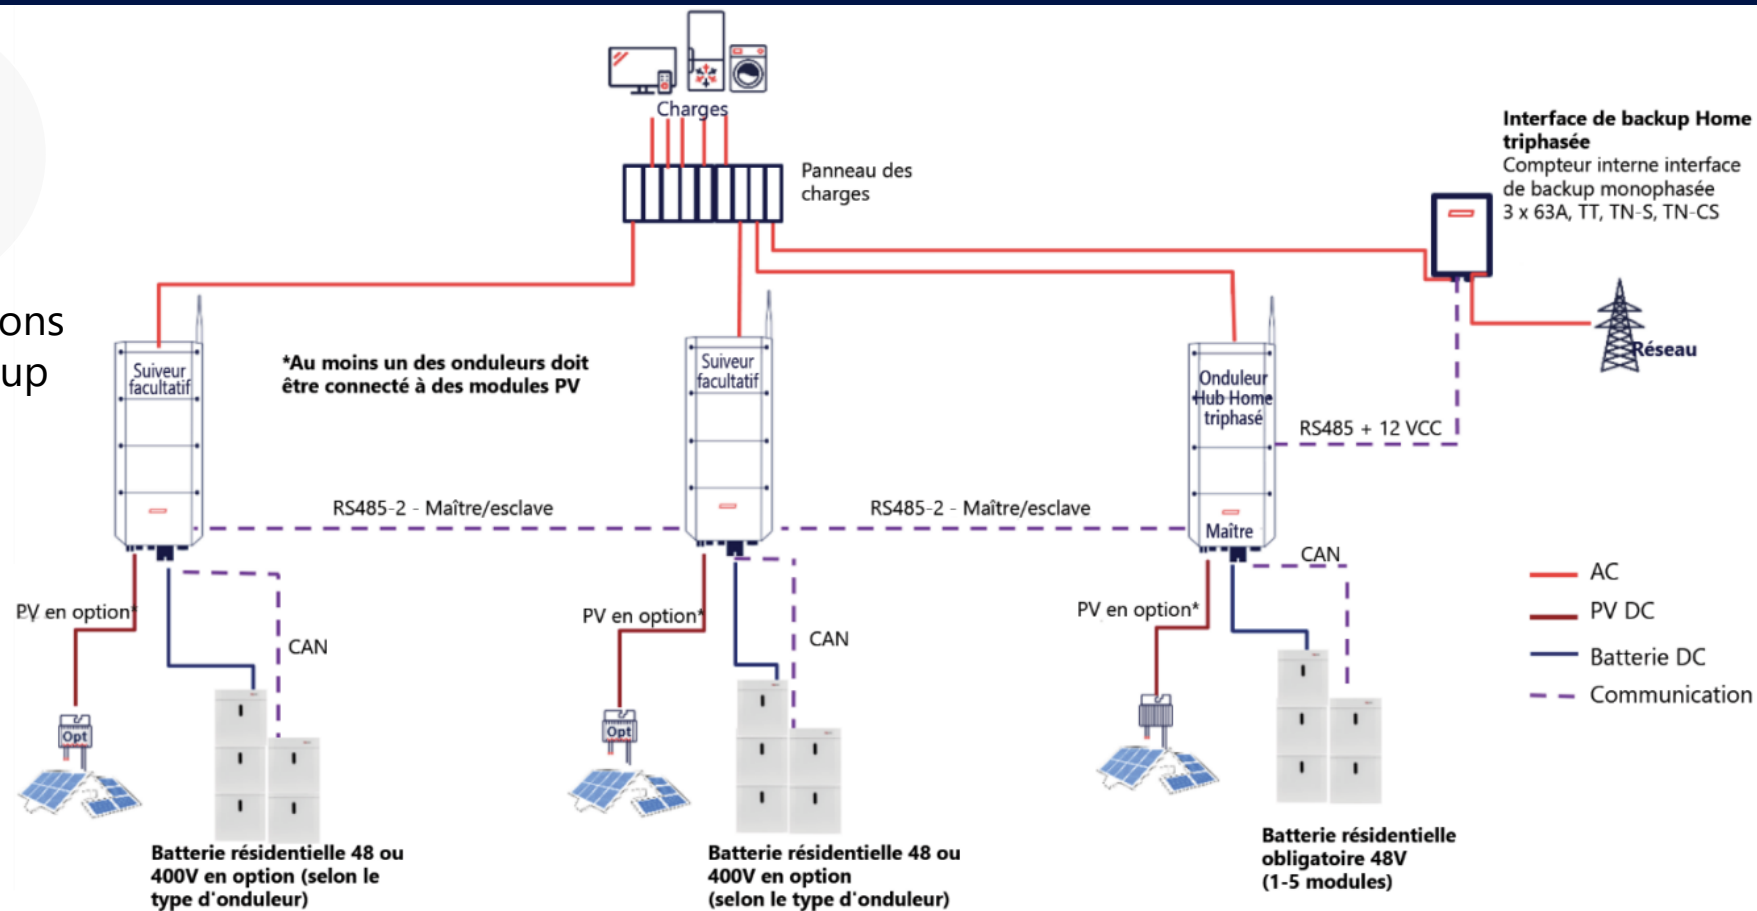 Charges
Panneau des
charges
Interface de backup Home
triphasée
Compteur interne interface
de backup monophasée
3 x 63A, TT, TN-S, TN-CS
Réseau
ons
up
Suiveur
facultatif
*Au moins un des onduleurs doit
être connecté à des modules PV
Suiveur
facultatif
Onduleur
Hub Home
triphasé
Maître
RS485 + 12 VCC
RS485-2 - Maître/esclave
RS485-2 - Maître/esclave
PV en option*
CAN
PV en option*
CAN
PV en option*
CAN
Opt
Opt
AC
PV DC
Batterie DC
Communication
Batterie résidentielle 48 ou
400V en option (selon le
type d'onduleur)
Batterie résidentielle 48 ou
400V en option
(selon le type d'onduleur)
Batterie résidentielle
obligatoire 48V
(1-5 modules)